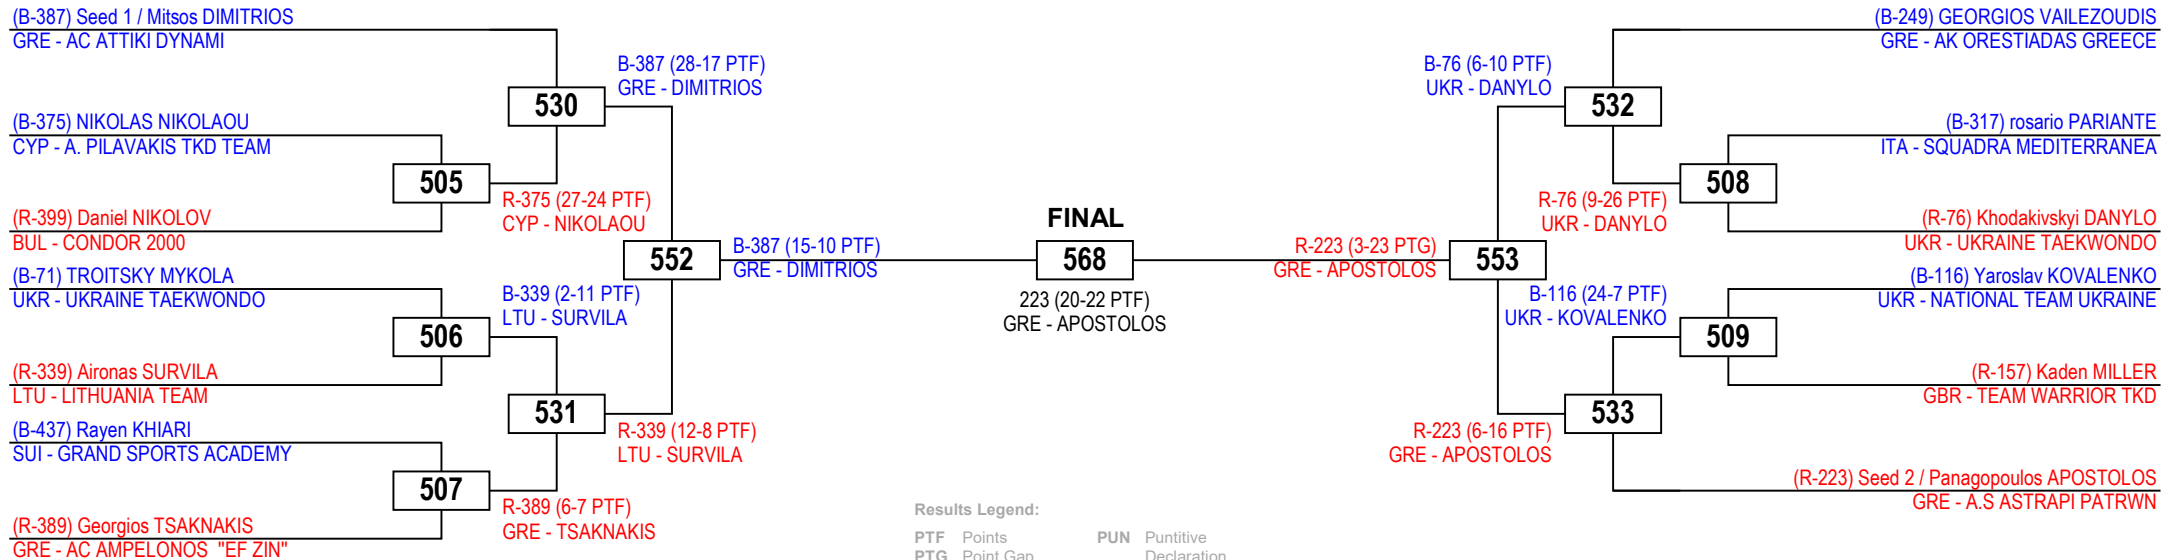 (B-387) Seed 1 / Mitsos DIMITRIOS
GRE - AC ATTIKI DYNAMI
(B-375) NIKOLAS NIKOLAOU
CYP - A. PILAVAKIS TKD TEAM
(R-399) Daniel NIKOLOV
BUL - CONDOR 2000
(B-71) TROITSKY MYKOLA
UKR - UKRAINE TAEKWONDO
(R-339) Aironas SURVILA
LTU - LITHUANIA TEAM
(B-437) Rayen KHIARI
SUI - GRAND SPORTS ACADEMY
(R-389) Georgios TSAKNAKIS
GRE - AC AMPELONOS "EF ZIN"
505
506
507
R-375 (27-24 PTF)
CYP - NIKOLAOU
B-339 (2-11 PTF)
LTU - SURVILA
R-389 (6-7 PTF)
GRE - TSAKNAKIS
530
531
B-387 (28-17 PTF)
GRE - DIMITRIOS
R-339 (12-8 PTF)
LTU - SURVILA
552
B-387 (15-10 PTF)
GRE - DIMITRIOS
FINAL
568
223 (20-22 PTF)
GRE - APOSTOLOS
R-223 (3-23 PTG)
GRE - APOSTOLOS
553
B-76 (6-10 PTF)
UKR - DANYLO
R-223 (6-16 PTF)
GRE - APOSTOLOS
532
533
R-76 (9-26 PTF)
UKR - DANYLO
B-116 (24-7 PTF)
UKR - KOVALENKO
508
509
(B-249) GEORGIOS VAILEZOUDIS
GRE - AK ORESTIADAS GREECE
(B-317) rosario PARIANTE
ITA - SQUADRA MEDITERRANEA
(R-76) Khodakivskyi DANYLO
UKR - UKRAINE TAEKWONDO
(B-116) Yaroslav KOVALENKO
UKR - NATIONAL TEAM UKRAINE
(R-157) Kaden MILLER
GBR - TEAM WARRIOR TKD
(R-223) Seed 2 / Panagopoulos APOSTOLOS
GRE - A.S ASTRAPI PATRWN
Results Legend:
PTF Points
PTG Point Gap
PUN Puntitive
Declaration